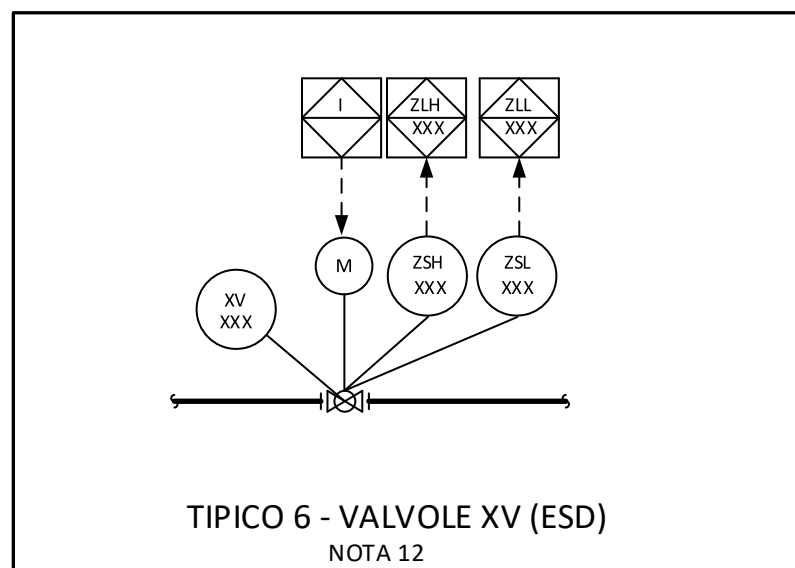 I
ZLH
XXX
ZLL
XXX
M
ZSH
XXX
ZSL
XXX
XV
XXX
TIPICO 6 - VALVOLE XV (ESD)
NOTA 12